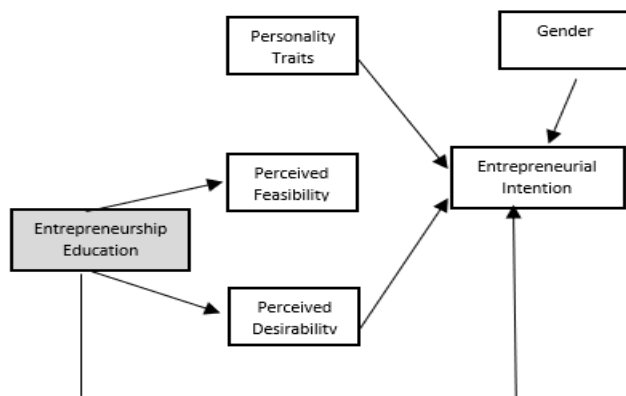 Personality
Traits
Gender
Perceived
Feasibility
Entrepreneurial
Intention
Entrepreneurship
Education
Perceived
Desirability